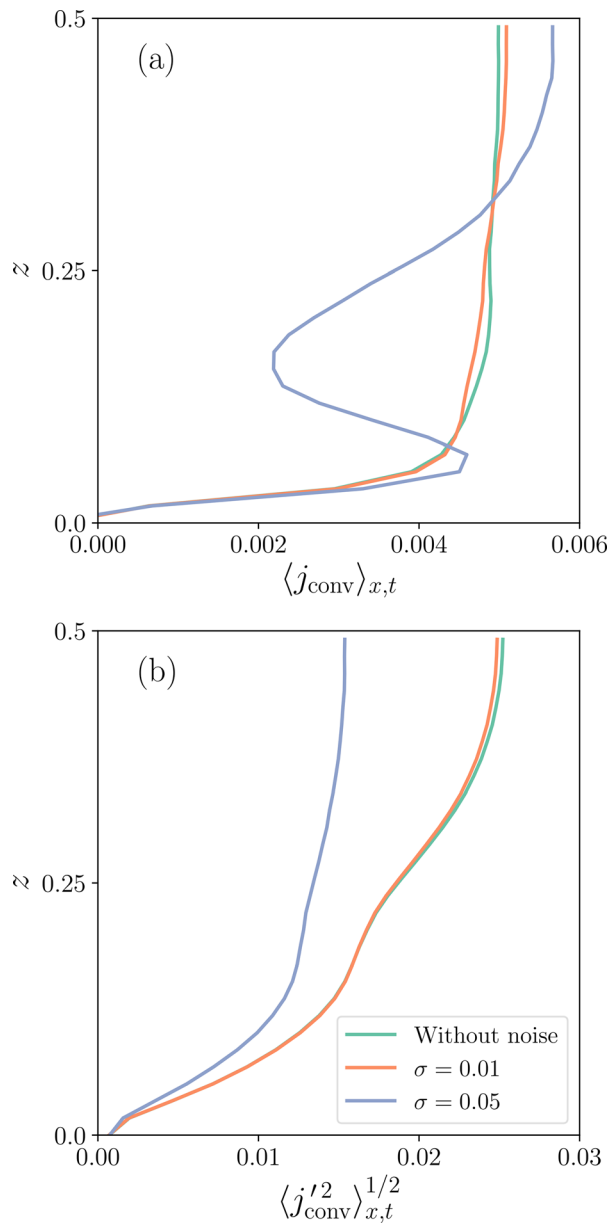 0.5
(a)
z
0.25
0.0
0.000 0.002 0.004 0.006
⟨j_conv⟩_{x,t}
0.5
(b)
z
0.25
Without noise
σ = 0.01
σ = 0.05
0.0
0.00 0.01 0.02 0.03
⟨j′²_conv⟩^{1/2}_{x,t}